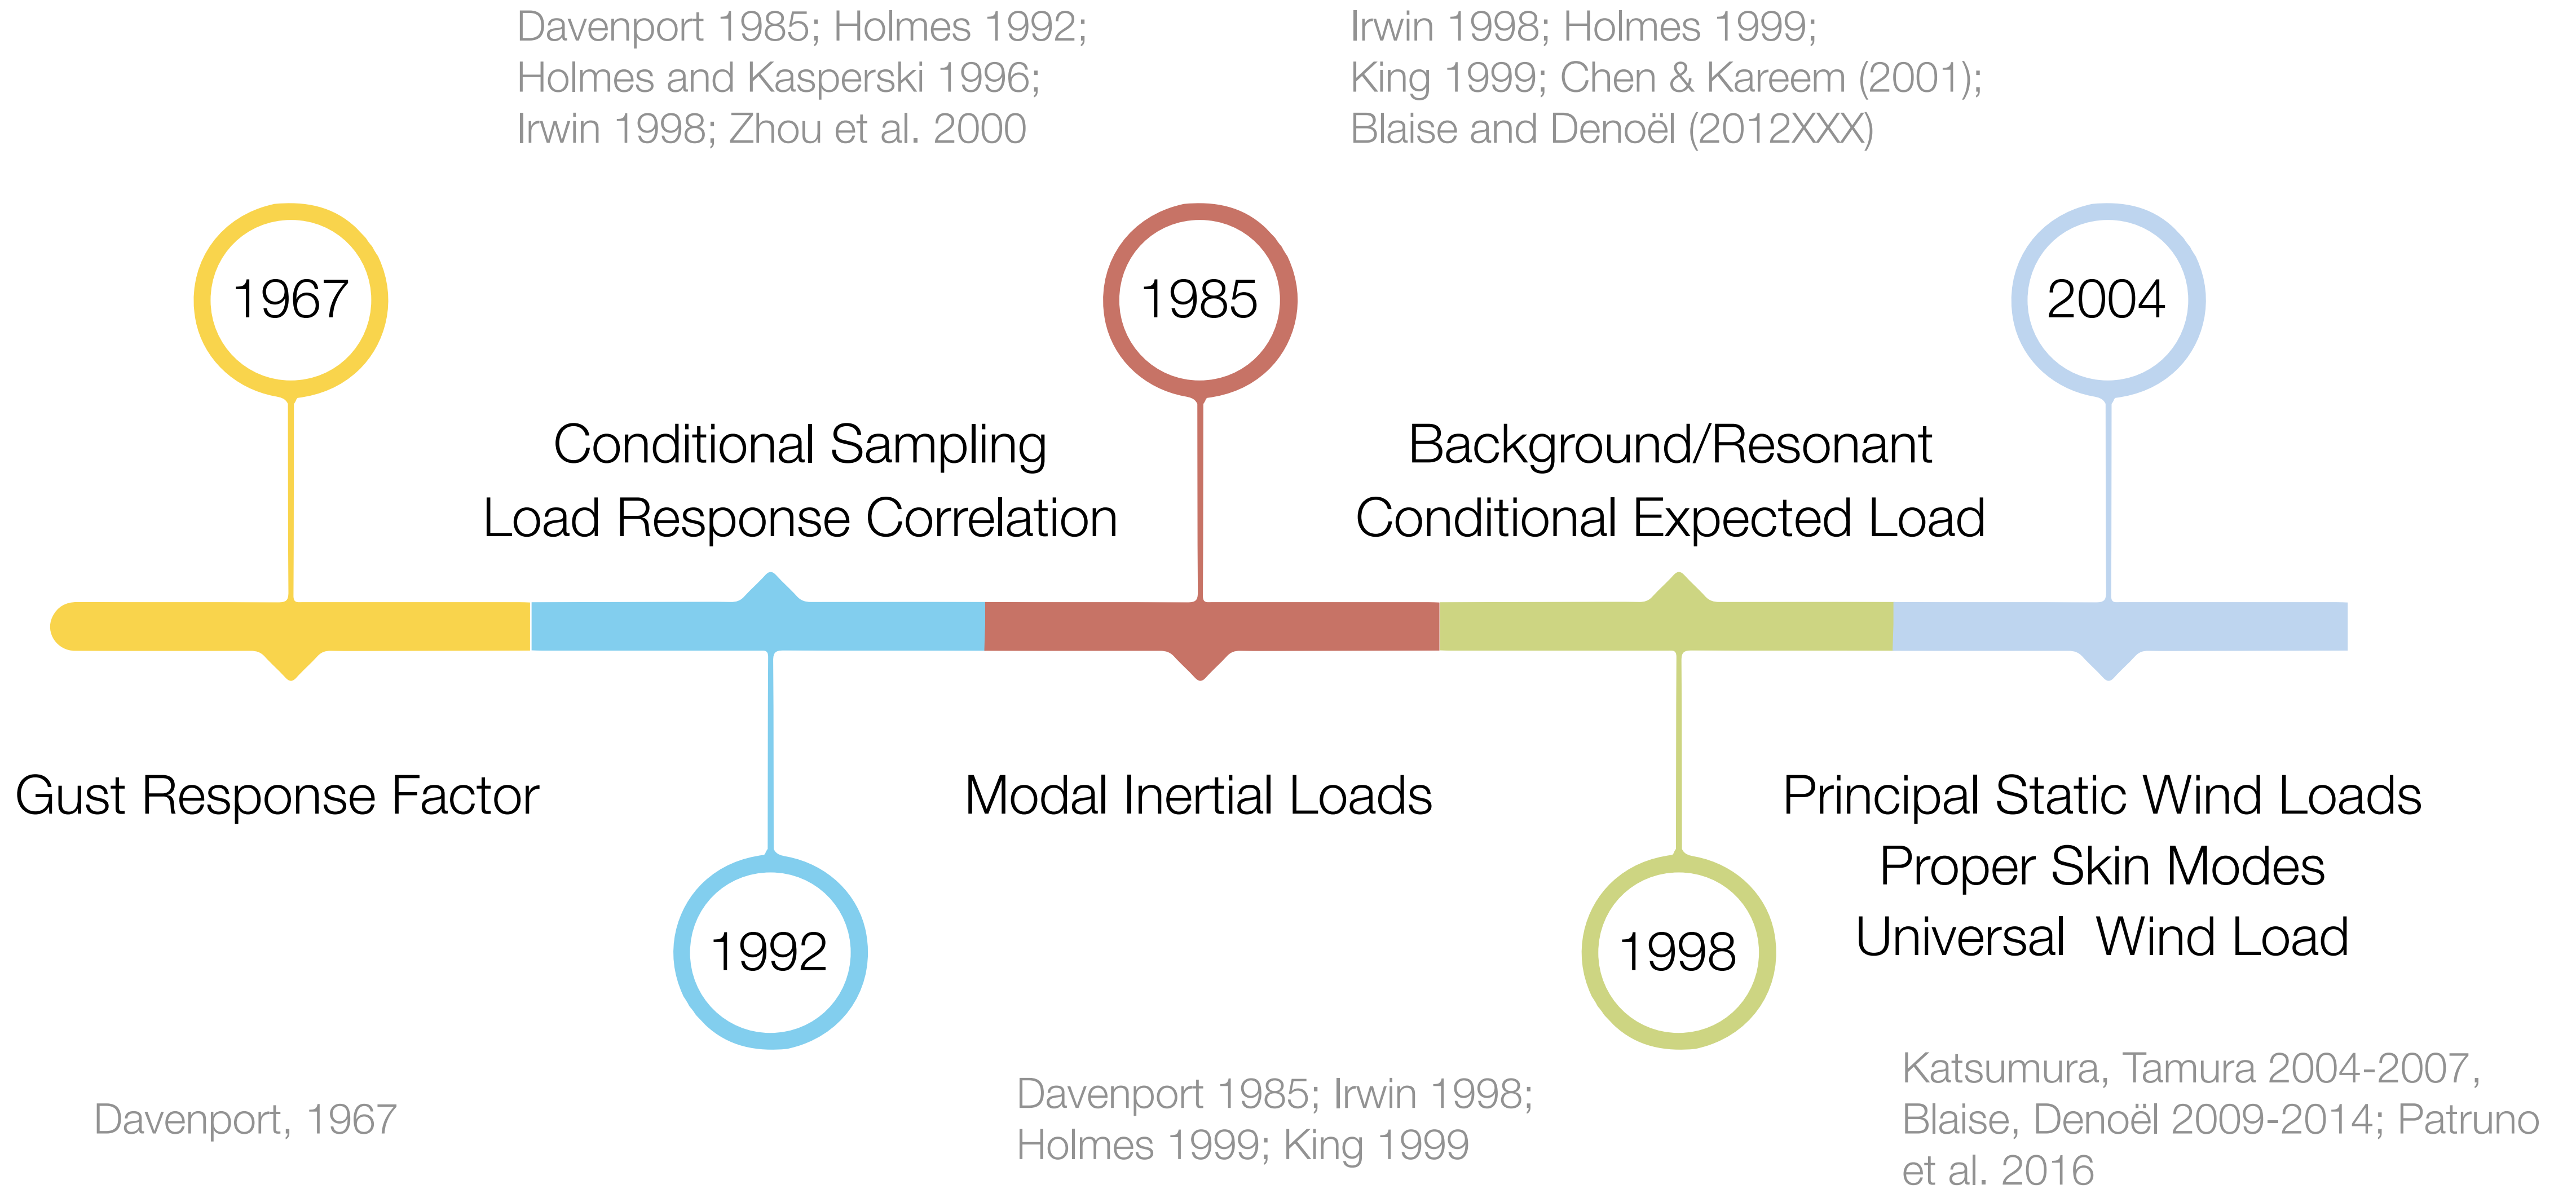 Davenport 1985; Holmes 1992;
Holmes and Kasperski 1996;
Irwin 1998; Zhou et al. 2000
Irwin 1998; Holmes 1999;
King 1999; Chen & Kareem (2001);
Blaise and Denoël (2012XXX)
1967
1985
2004
Conditional Sampling
Load Response Correlation
Background/Resonant
Conditional Expected Load
Gust Response Factor
Modal Inertial Loads
Principal Static Wind Loads
Proper Skin Modes
Universal  Wind Load
1992
1998
Davenport, 1967
Davenport 1985; Irwin 1998;
Holmes 1999; King 1999
Katsumura, Tamura 2004-2007,
Blaise, Denoël 2009-2014; Patruno
et al. 2016